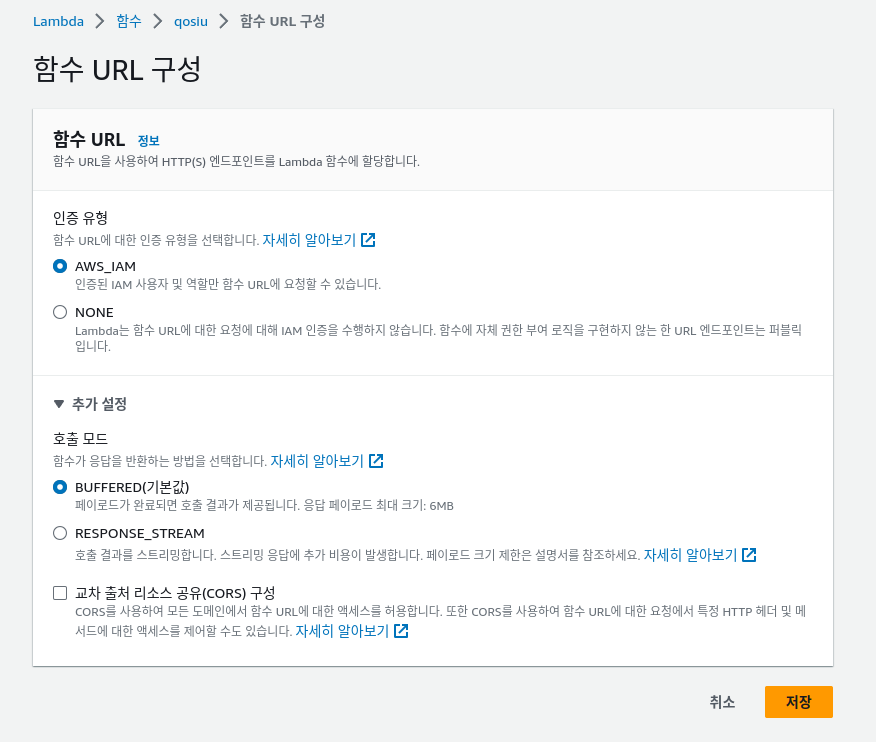 Lambda > 함수 > qosiu > 함수 URL 구성
함수 URL 구성
함수 URL 정보
함수 URL을 사용하여 HTTP(S) 엔드포인트를 Lambda 함수에 할당합니다.
인증 유형
함수 URL에 대한 인증 유형을 선택합니다. 자세히 알아보기
AWS_IAM
인증된 IAM 사용자 및 역할만 함수 URL에 요청할 수 있습니다.
NONE
Lambda는 함수 URL에 대한 요청에 대해 IAM 인증을 수행하지 않습니다. 함수에 자체 권한 부여 로직을 구현하지 않는 한 URL 엔드포인트는 퍼블릭
입니다.
추가 설정
호출 모드
함수가 응답을 반환하는 방법을 선택합니다. 자세히 알아보기
BUFFERED(기본값)
페이로드가 완료되면 호출 결과가 제공됩니다. 응답 페이로드 최대 크기: 6MB
RESPONSE_STREAM
호출 결과를 스트리밍합니다. 스트리밍 응답에 추가 비용이 발생합니다. 페이로드 크기 제한은 설명서를 참조하세요. 자세히 알아보기
교차 출처 리소스 공유(CORS) 구성
CORS를 사용하여 모든 도메인에서 함수 URL에 대한 액세스를 허용합니다. 또한 CORS를 사용하여 함수 URL에 대한 요청에서 특정 HTTP 헤더 및 메
서드에 대한 액세스를 제어할 수도 있습니다. 자세히 알아보기
취소 저장